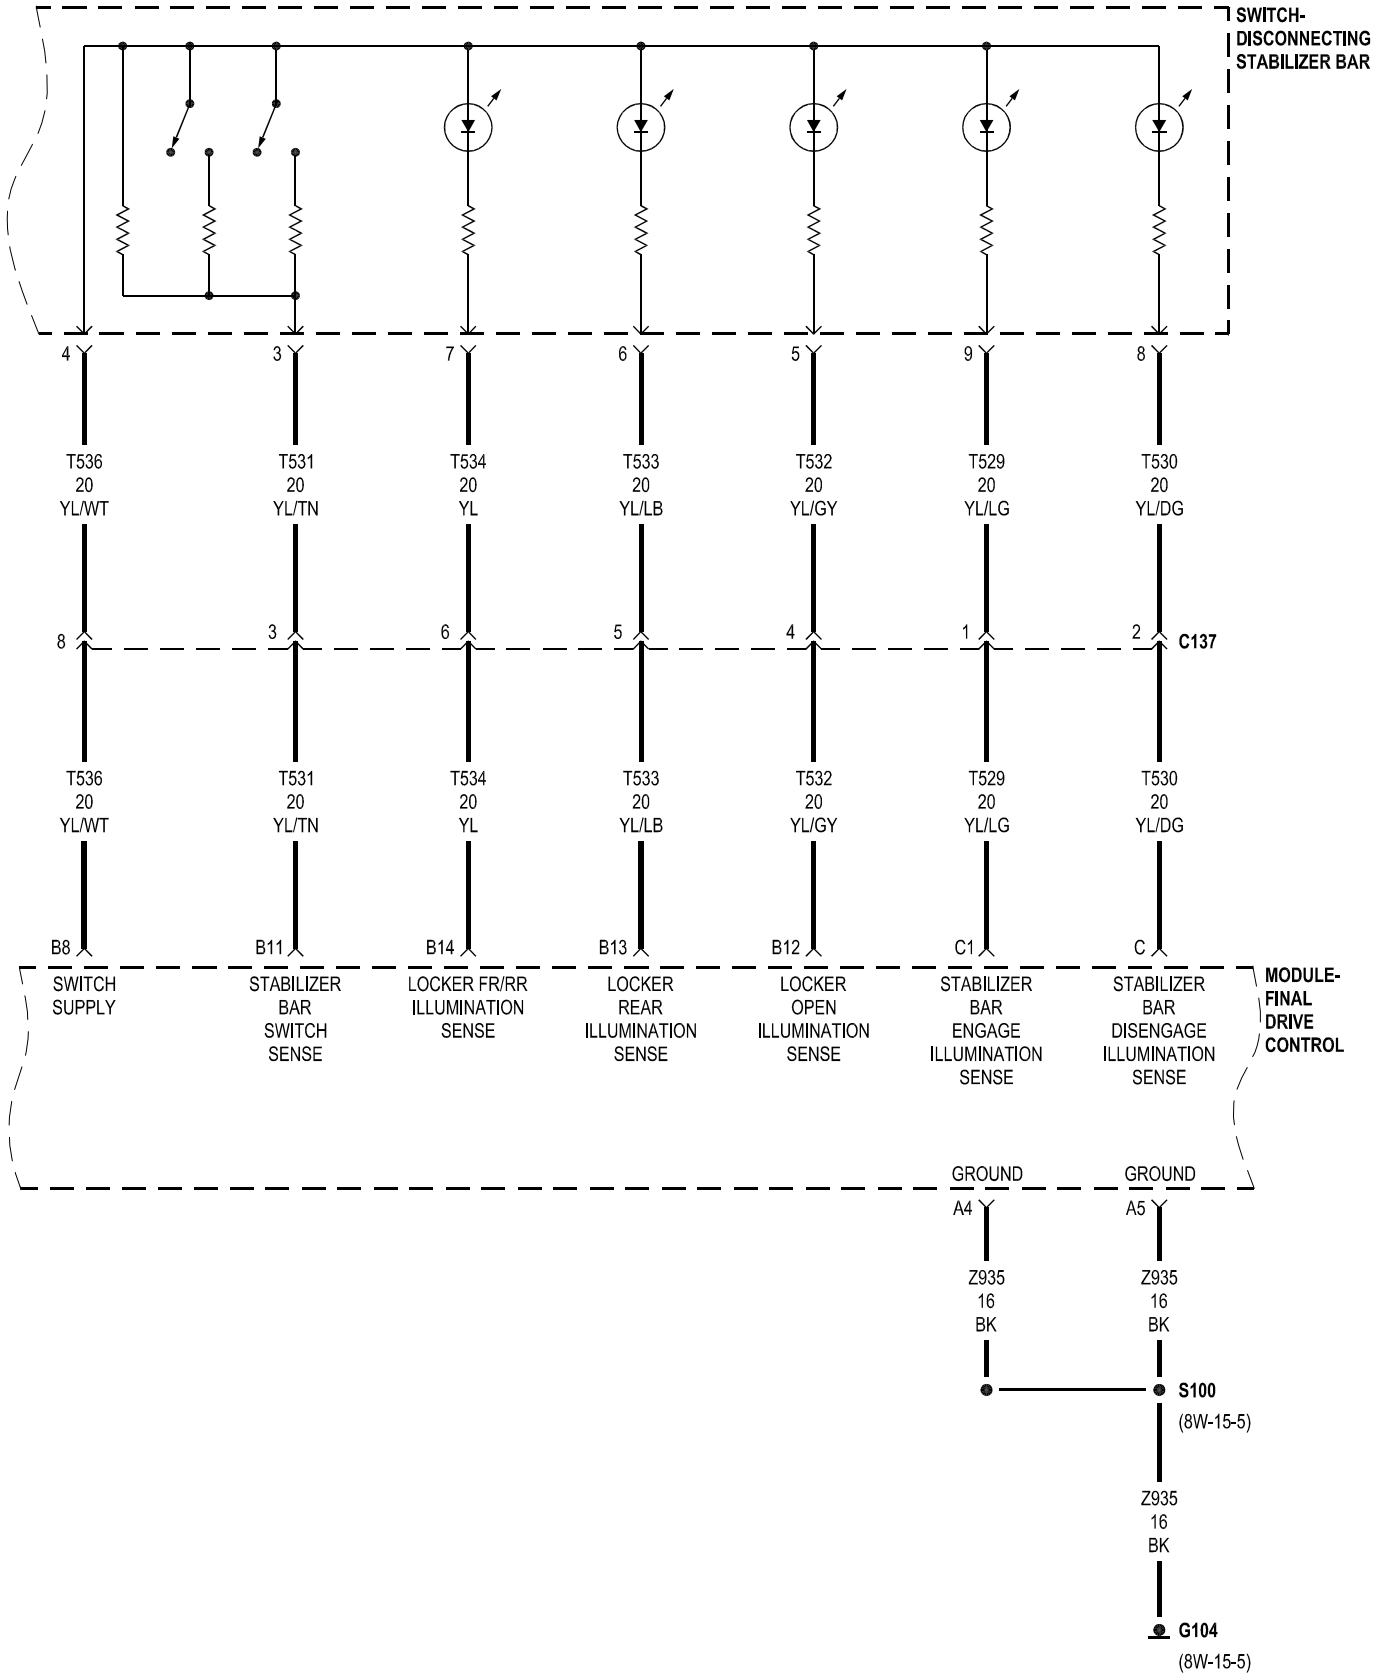 SWITCH-
DISCONNECTING
STABILIZER BAR
4 3 7 6 5 9 8
T536 T531 T534 T533 T532 T529 T530
20 20 20 20 20 20 20
YL/WT YL/TN YL YL/LB YL/GY YL/LG YL/DG
8 3 6 5 4 1 2 C137
T536 T531 T534 T533 T532 T529 T530
20 20 20 20 20 20 20
YL/WT YL/TN YL YL/LB YL/GY YL/LG YL/DG
B8 B11 B14 B13 B12 C1 C
SWITCH
SUPPLY
STABILIZER
BAR
SWITCH
SENSE
LOCKER FR/RR
ILLUMINATION
SENSE
LOCKER
REAR
ILLUMINATION
SENSE
LOCKER
OPEN
ILLUMINATION
SENSE
STABILIZER
BAR
ENGAGE
ILLUMINATION
SENSE
STABILIZER
BAR
DISENGAGE
ILLUMINATION
SENSE
MODULE-
FINAL
DRIVE
CONTROL
GROUND GROUND
A4 A5
Z935 Z935
16 16
BK BK
S100
(8W-15-5)
Z935
16
BK
G104
(8W-15-5)